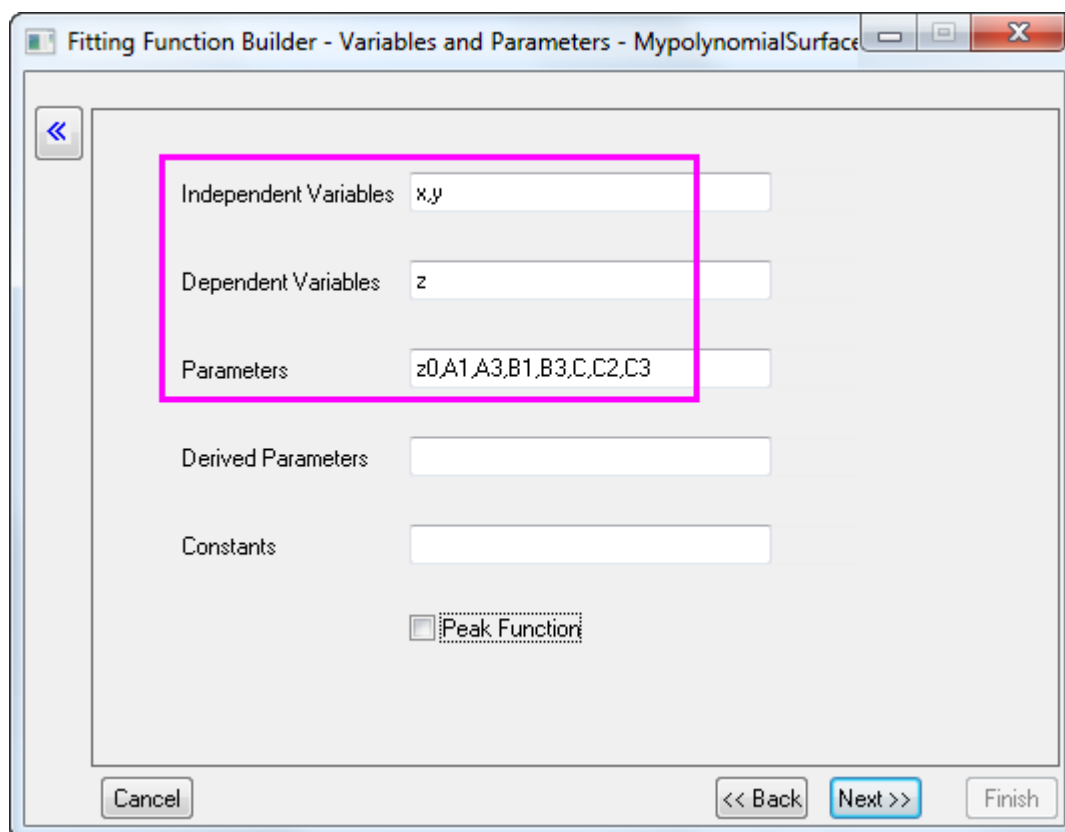 Fitting Function Builder - Variables and Parameters - MypolynomialSurface
Independent Variables x,y
Dependent Variables z
Parameters z0,A1,A3,B1,B3,C,C2,C3
Derived Parameters
Constants
Peak Function
Cancel << Back Next >> Finish